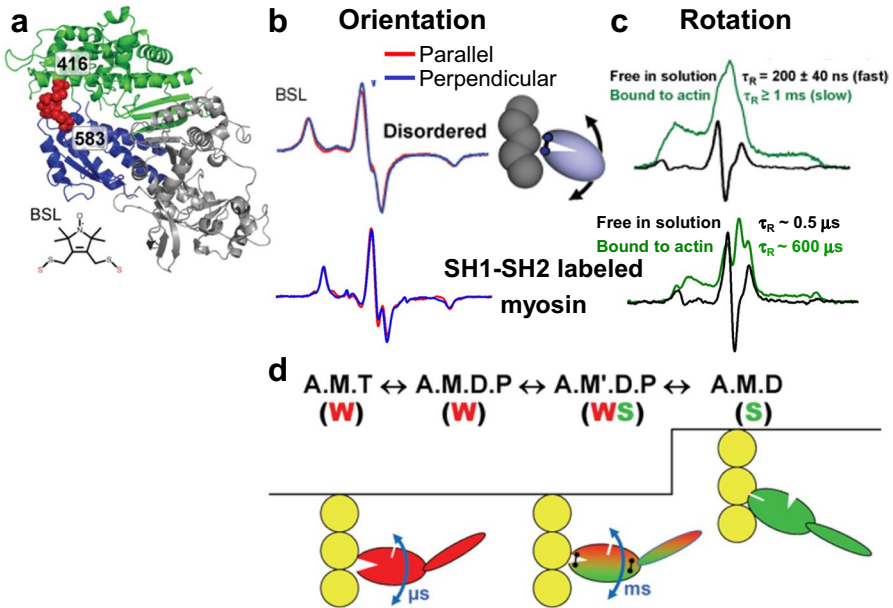 a
416
583
BSL
O
N
S
S
S
S
b
Orientation
Parallel
Perpendicular
BSL
Disordered
SH1-SH2 labeled
myosin
c
Rotation
Free in solution τR = 200 ± 40 ns (fast)
Bound to actin τR ≥ 1 ms (slow)
Free in solution τR ~ 0.5 µs
Bound to actin τR ~ 600 µs
d
A.M.T ↔ A.M.D.P ↔ A.M'.D.P ↔ A.M.D
(W) (W) (WS) (S)
µs
ms